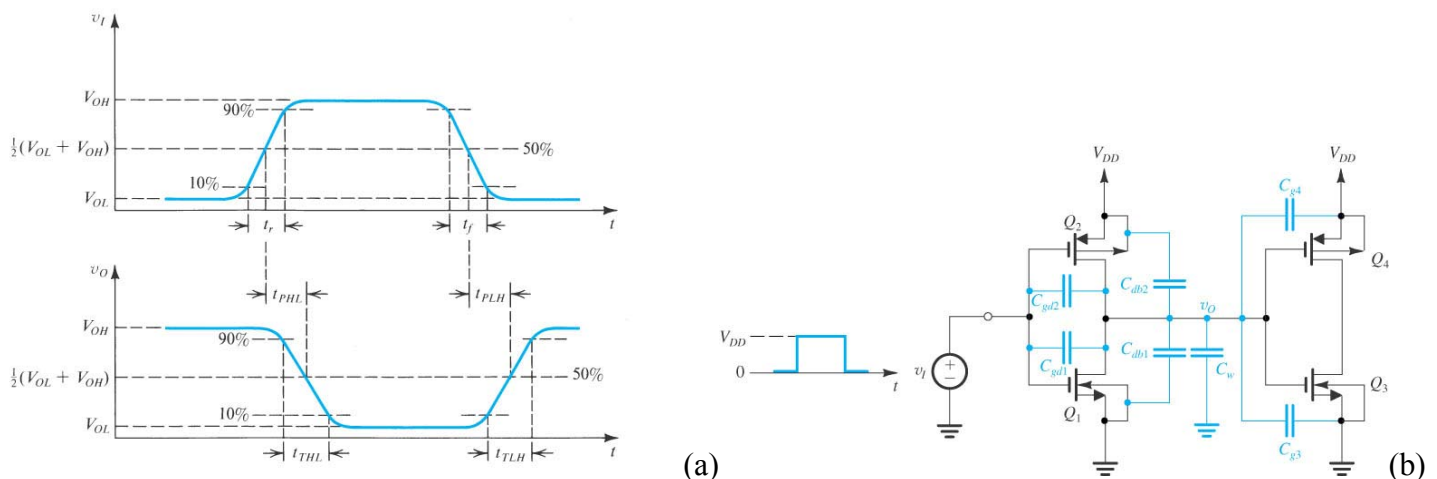 v_I
V_OH
90%
½(V_OL + V_OH)
50%
10%
V_OL
t_r
t_f
t
v_O
t_PHL
t_PLH
V_OH
90%
½(V_OL + V_OH)
50%
10%
V_OL
t_THL
t_TLH
t
(a)
V_DD
0
t
v_I
V_DD
V_DD
C_g4
Q_2
Q_4
C_gd2
C_db2
v_O
C_gd1
C_db1
C_w
Q_1
Q_3
C_g3
(b)